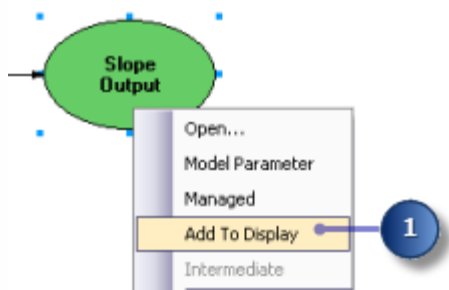 Slope
Output
Open...
Model Parameter
Managed
Add To Display
1
Intermediate